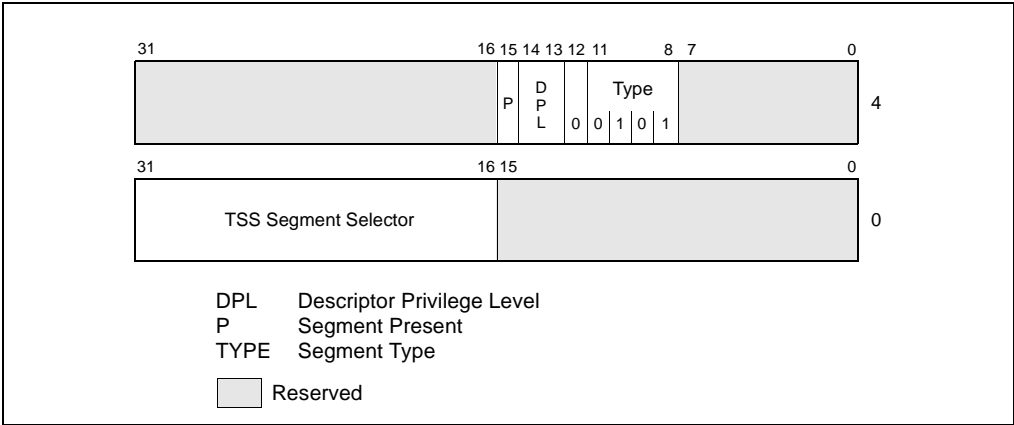 31 16 15 14 13 12 11 8 7 0
P D P L 0 Type 0 1 0 1 4
31 16 15 0
TSS Segment Selector 0
DPL Descriptor Privilege Level
P Segment Present
TYPE Segment Type
Reserved